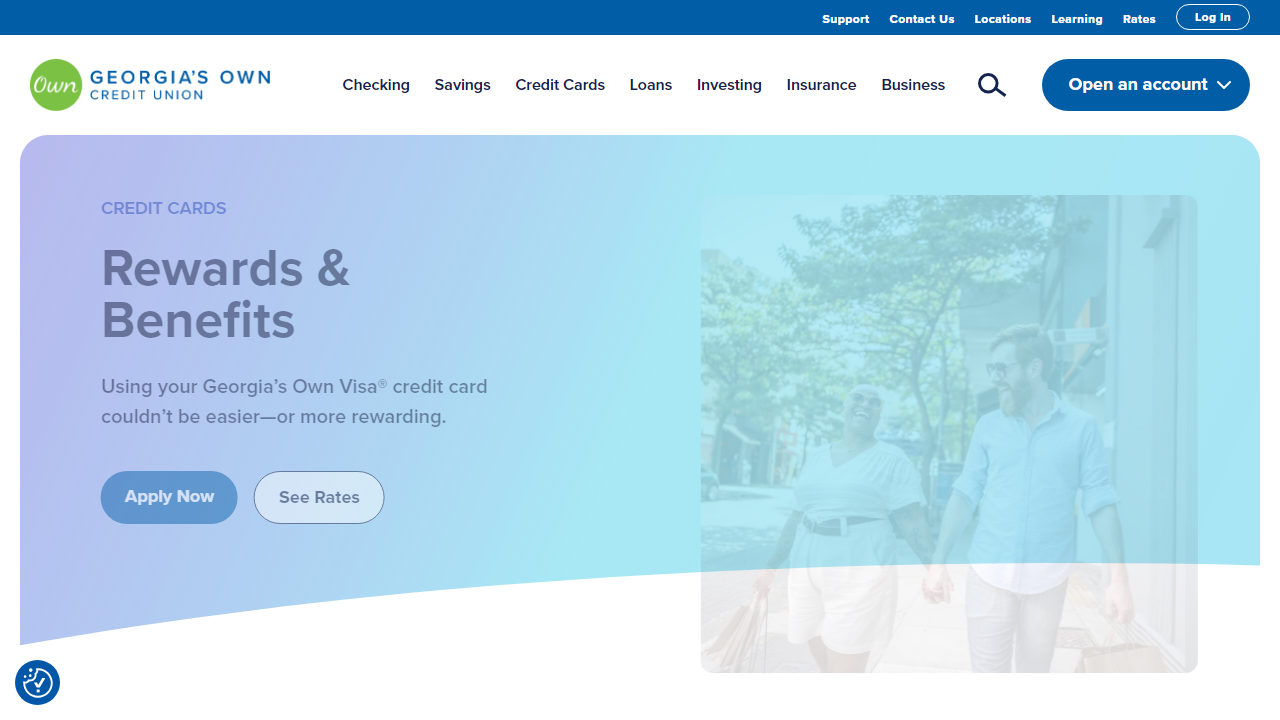 Support Contact Us Locations Learning Rates Log In
Own GEORGIA'S OWN
CREDIT UNION
Checking Savings Credit Cards Loans Investing Insurance Business Open an account
CREDIT CARDS
Rewards &
Benefits
Using your Georgia’s Own Visa® credit card
couldn’t be easier—or more rewarding.
Apply Now See Rates